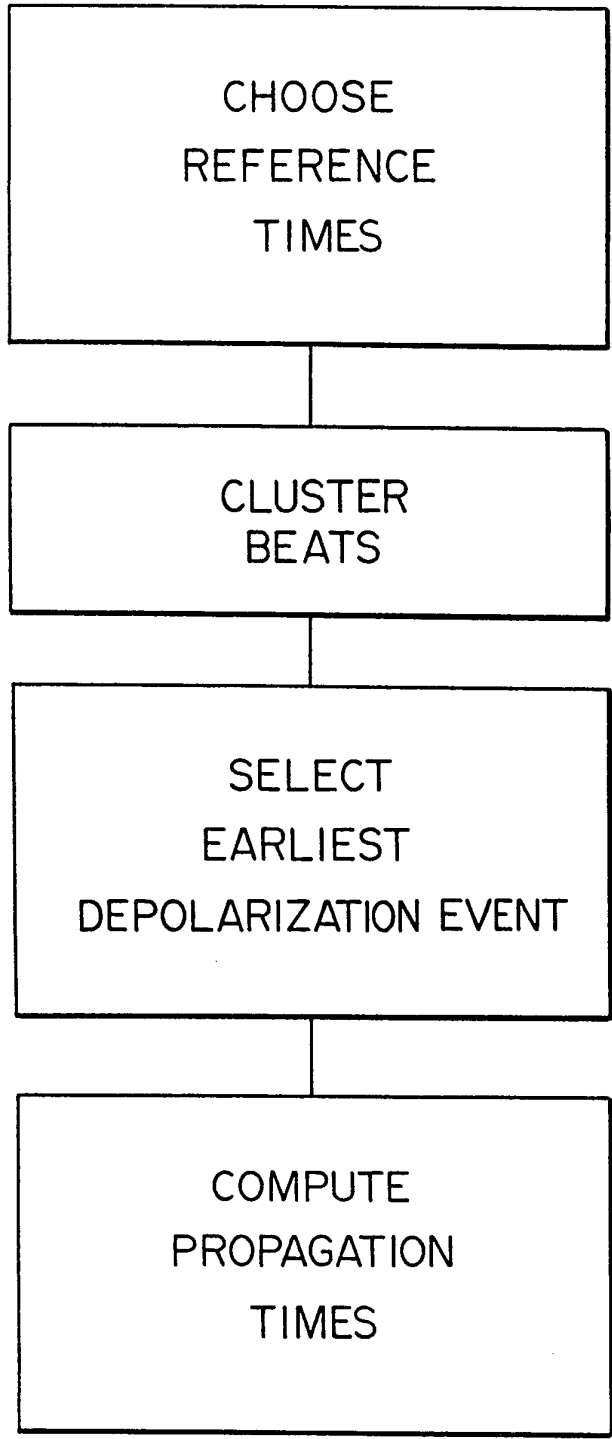 CHOOSE
REFERENCE
TIMES
CLUSTER
BEATS
SELECT
EARLIEST
DEPOLARIZATION EVENT
COMPUTE
PROPAGATION
TIMES